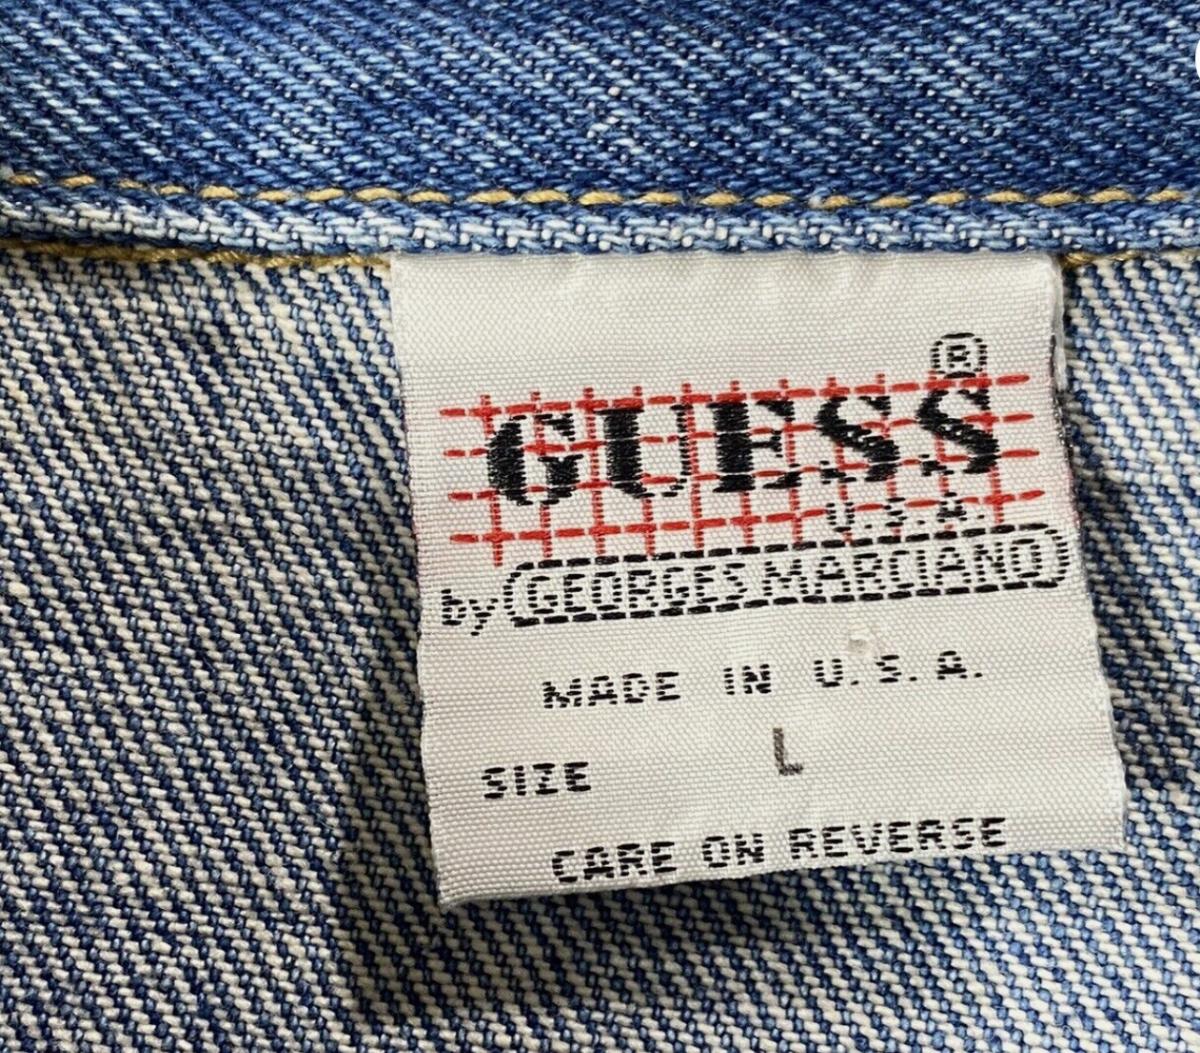 ®
GUESS
U.S.A.
by GEORGES MARCIANO
MADE IN U.S.A.
SIZE L
CARE ON REVERSE